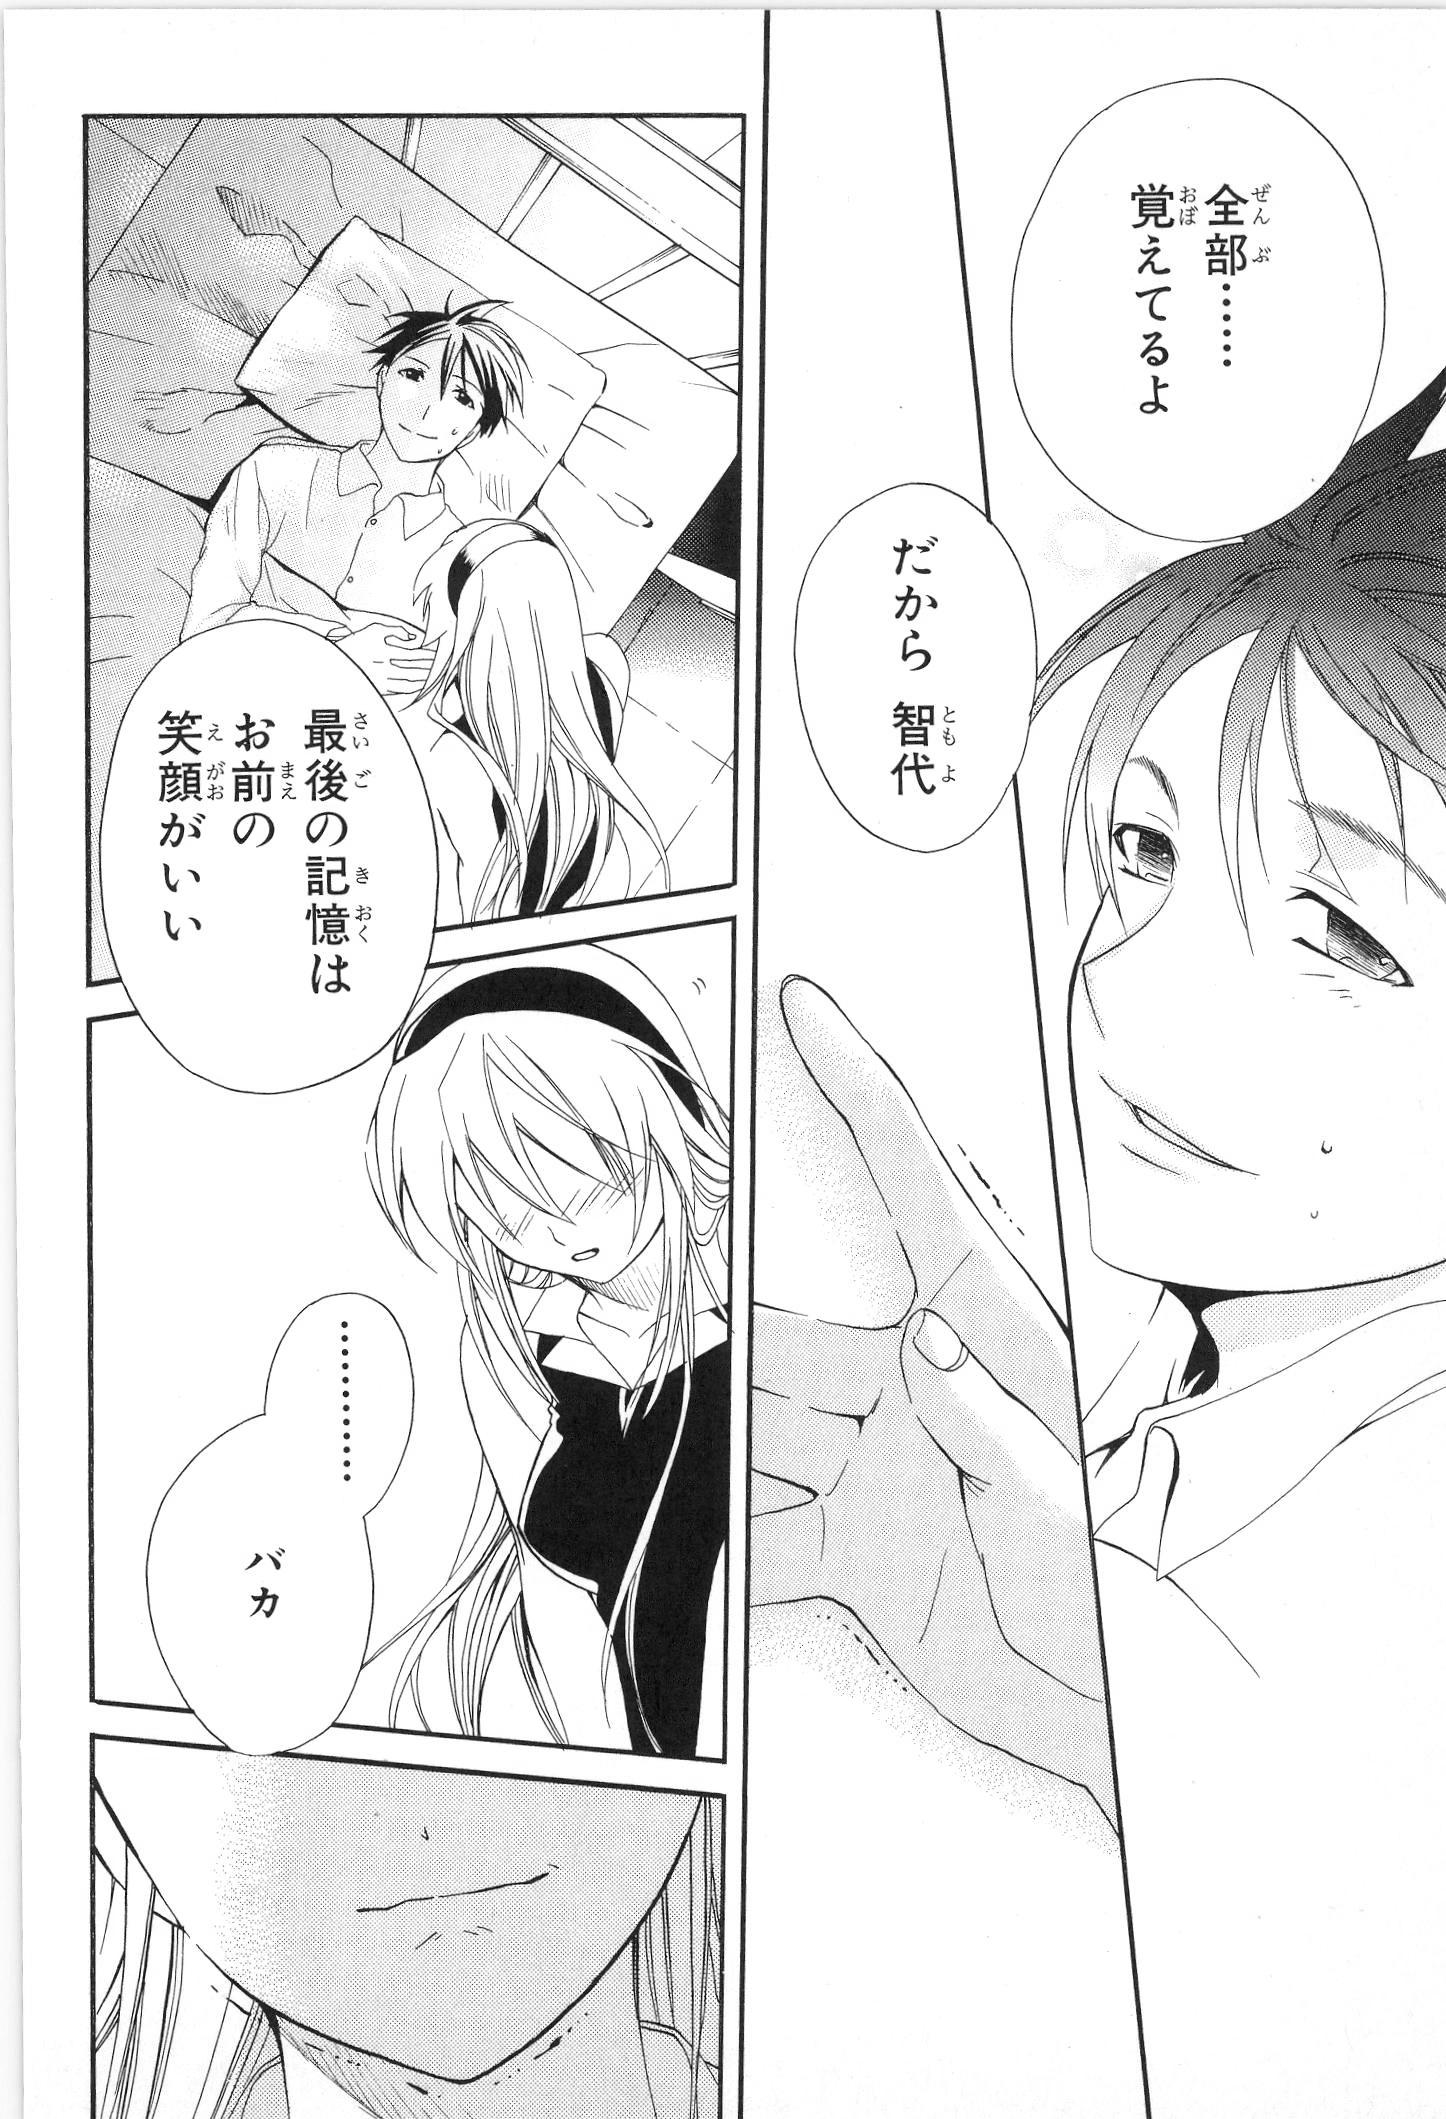 全部……
覚えてるよ
だから 智代
最後の記憶は
お前の
笑顔がいい
…………
バカ